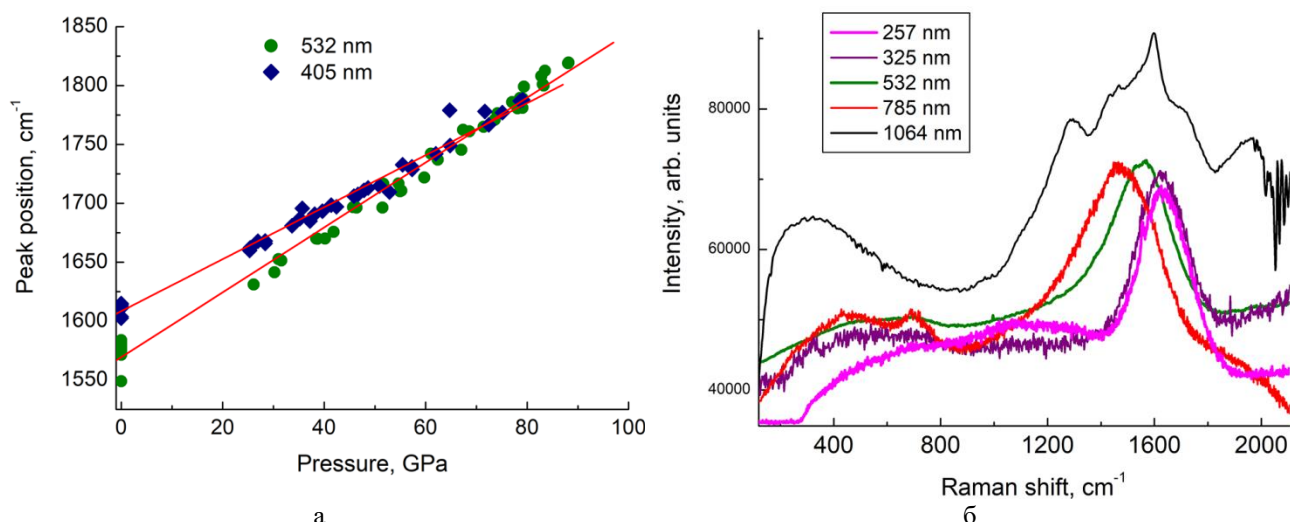 1850
1800
1750
1700
1650
1600
1550
Peak position, cm-1
532 nm
405 nm
0 20 40 60 80 100
Pressure, GPa
а
80000
60000
40000
Intensity, arb. units
257 nm
325 nm
532 nm
785 nm
1064 nm
400 800 1200 1600 2000
Raman shift, cm-1
б